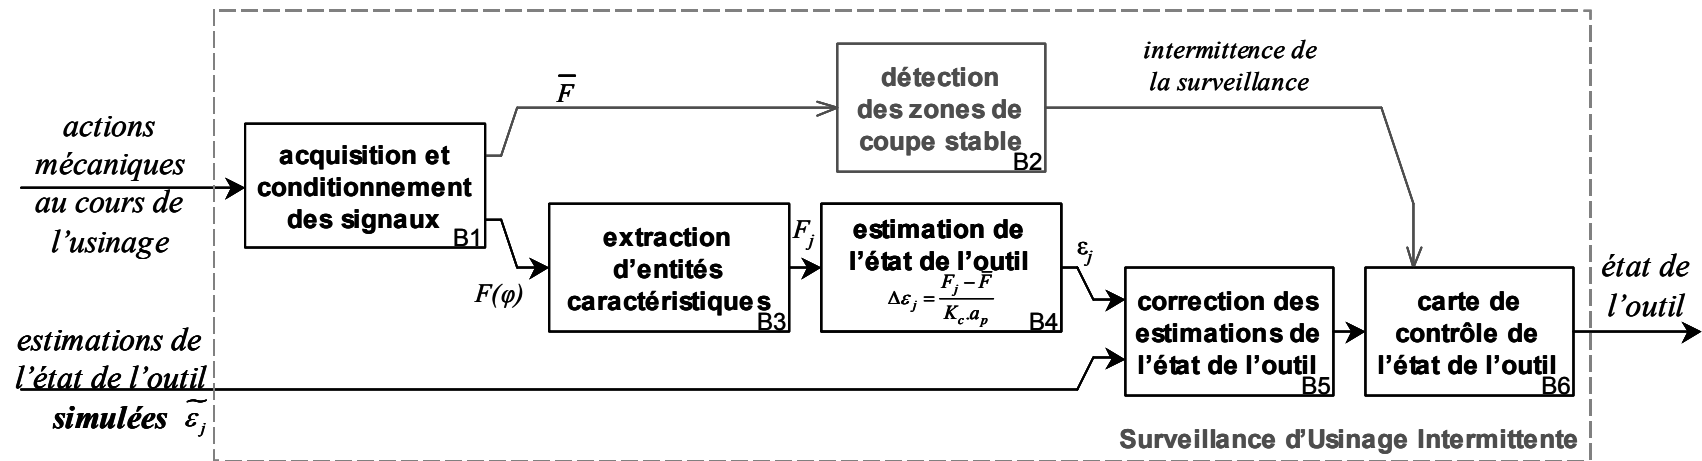 actions
mécaniques
au cours de
l'usinage
estimations de
l'état de l'outil
simulées ε̃j
acquisition et
conditionnement
des signaux
B1
F̅
F(φ)
détection
des zones de
coupe stable
B2
intermittence de
la surveillance
extraction
d'entités
caractéristiques
B3
Fj
estimation de
l'état de l'outil
Δεj = (Fj − F̅) / (Kc.ap)
B4
εj
correction des
estimations de
l'état de l'outil
B5
carte de
contrôle de
l'état de l'outil
B6
état de
l'outil
Surveillance d'Usinage Intermittente